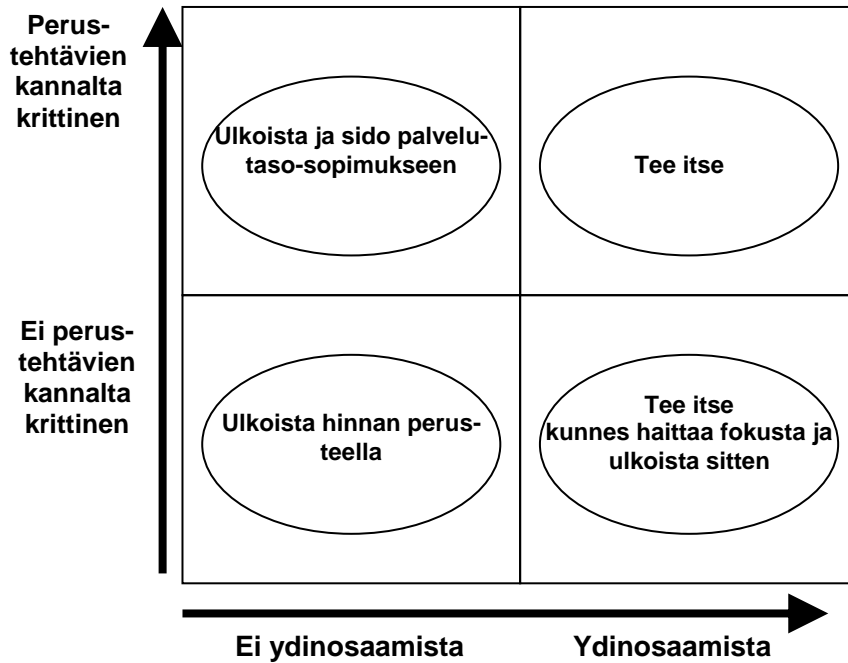 Perus-
tehtävien
kannalta
krittinen
Ulkoista ja sido palvelu-
taso-sopimukseen
Tee itse
Ei perus-
tehtävien
kannalta
krittinen
Ulkoista hinnan perus-
teella
Tee itse
kunnes haittaa fokusta ja
ulkoista sitten
Ei ydinosaamista
Ydinosaamista